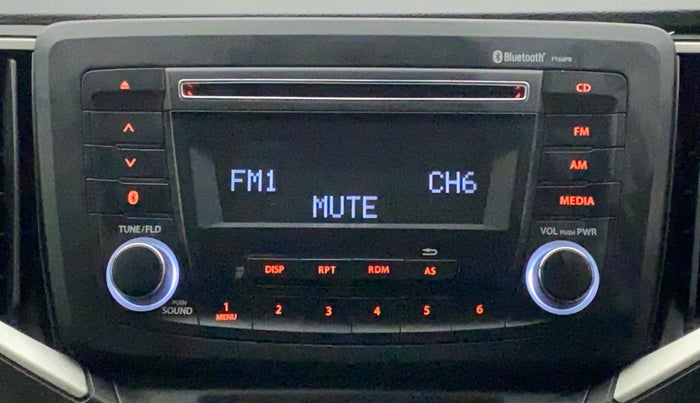 Bluetooth®
CD
FM1 CH6
MUTE
FM
AM
MEDIA
TUNE/FLD
VOL PUSH PWR
DISP RPT RDM AS
PUSH
SOUND
1 2 3 4 5 6
MENU